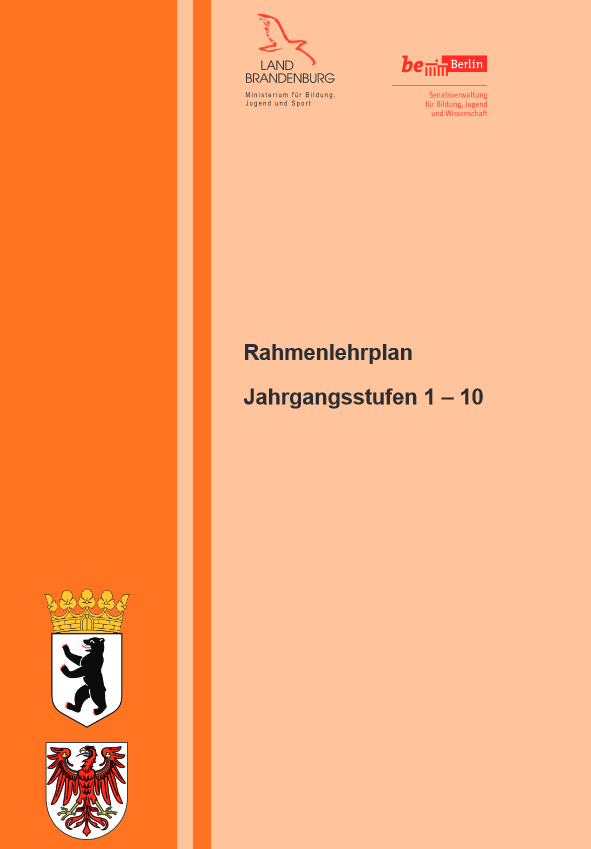 LAND
BRANDENBURG
Ministerium für Bildung,
Jugend und Sport
be Berlin
Senatsverwaltung
für Bildung, Jugend
und Wissenschaft
Rahmenlehrplan
Jahrgangsstufen 1 – 10